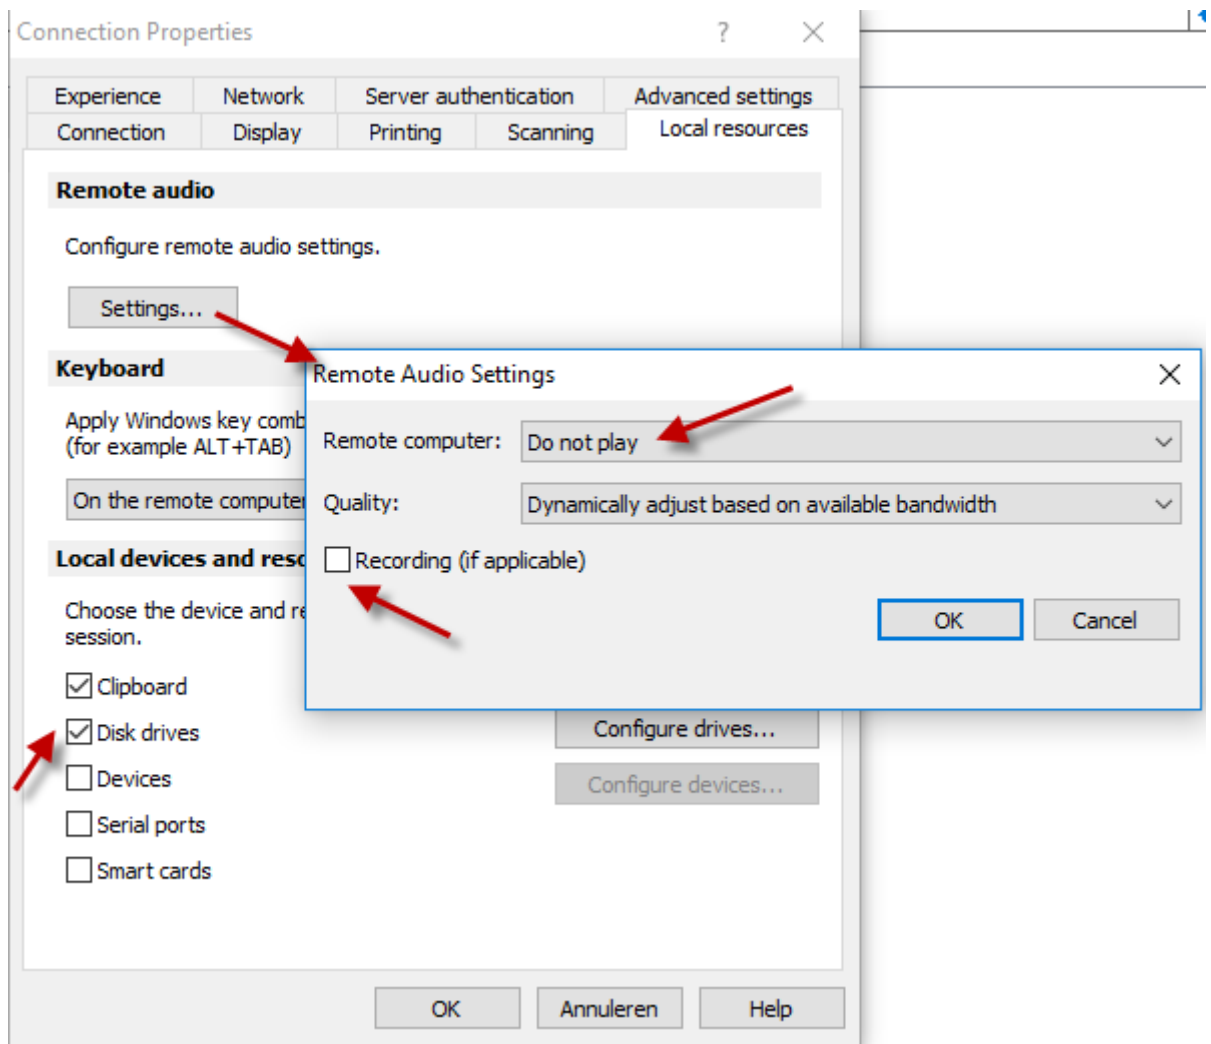 Connection Properties
?
Experience Network Server authentication Advanced settings
Connection Display Printing Scanning Local resources
Remote audio
Configure remote audio settings.
Settings...
Keyboard
Apply Windows key comb
(for example ALT+TAB)
On the remote computer
Local devices and reso
Choose the device and re
session.
Clipboard
Disk drives
Configure drives...
Devices
Configure devices...
Serial ports
Smart cards
OK Annuleren Help
Remote Audio Settings
Remote computer: Do not play
Quality: Dynamically adjust based on available bandwidth
Recording (if applicable)
OK Cancel